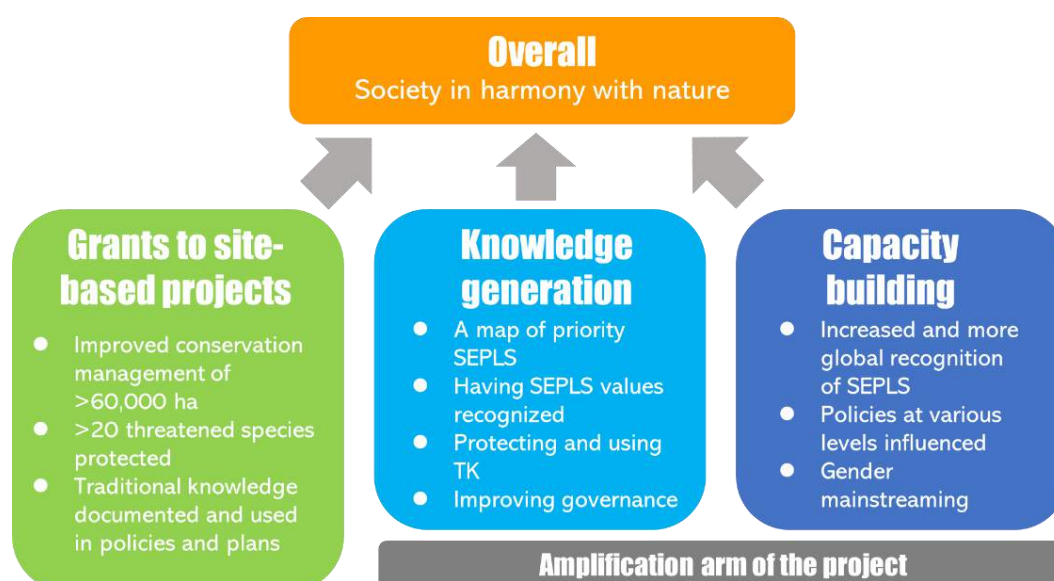 Overall
Society in harmony with nature
Grants to site-
based projects
● Improved conservation
management of
>60,000 ha
● >20 threatened species
protected
● Traditional knowledge
documented and used
in policies and plans
Knowledge
generation
● A map of priority
SEPLS
● Having SEPLS values
recognized
● Protecting and using
TK
● Improving governance
Capacity
building
● Increased and more
global recognition
of SEPLS
● Policies at various
levels influenced
● Gender
mainstreaming
Amplification arm of the project